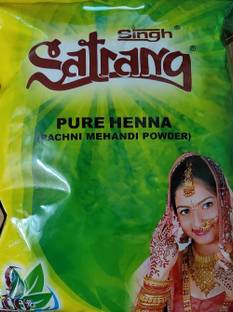 Singh®
Satrang®
PURE HENNA
(RACHNI MEHANDI POWDER)